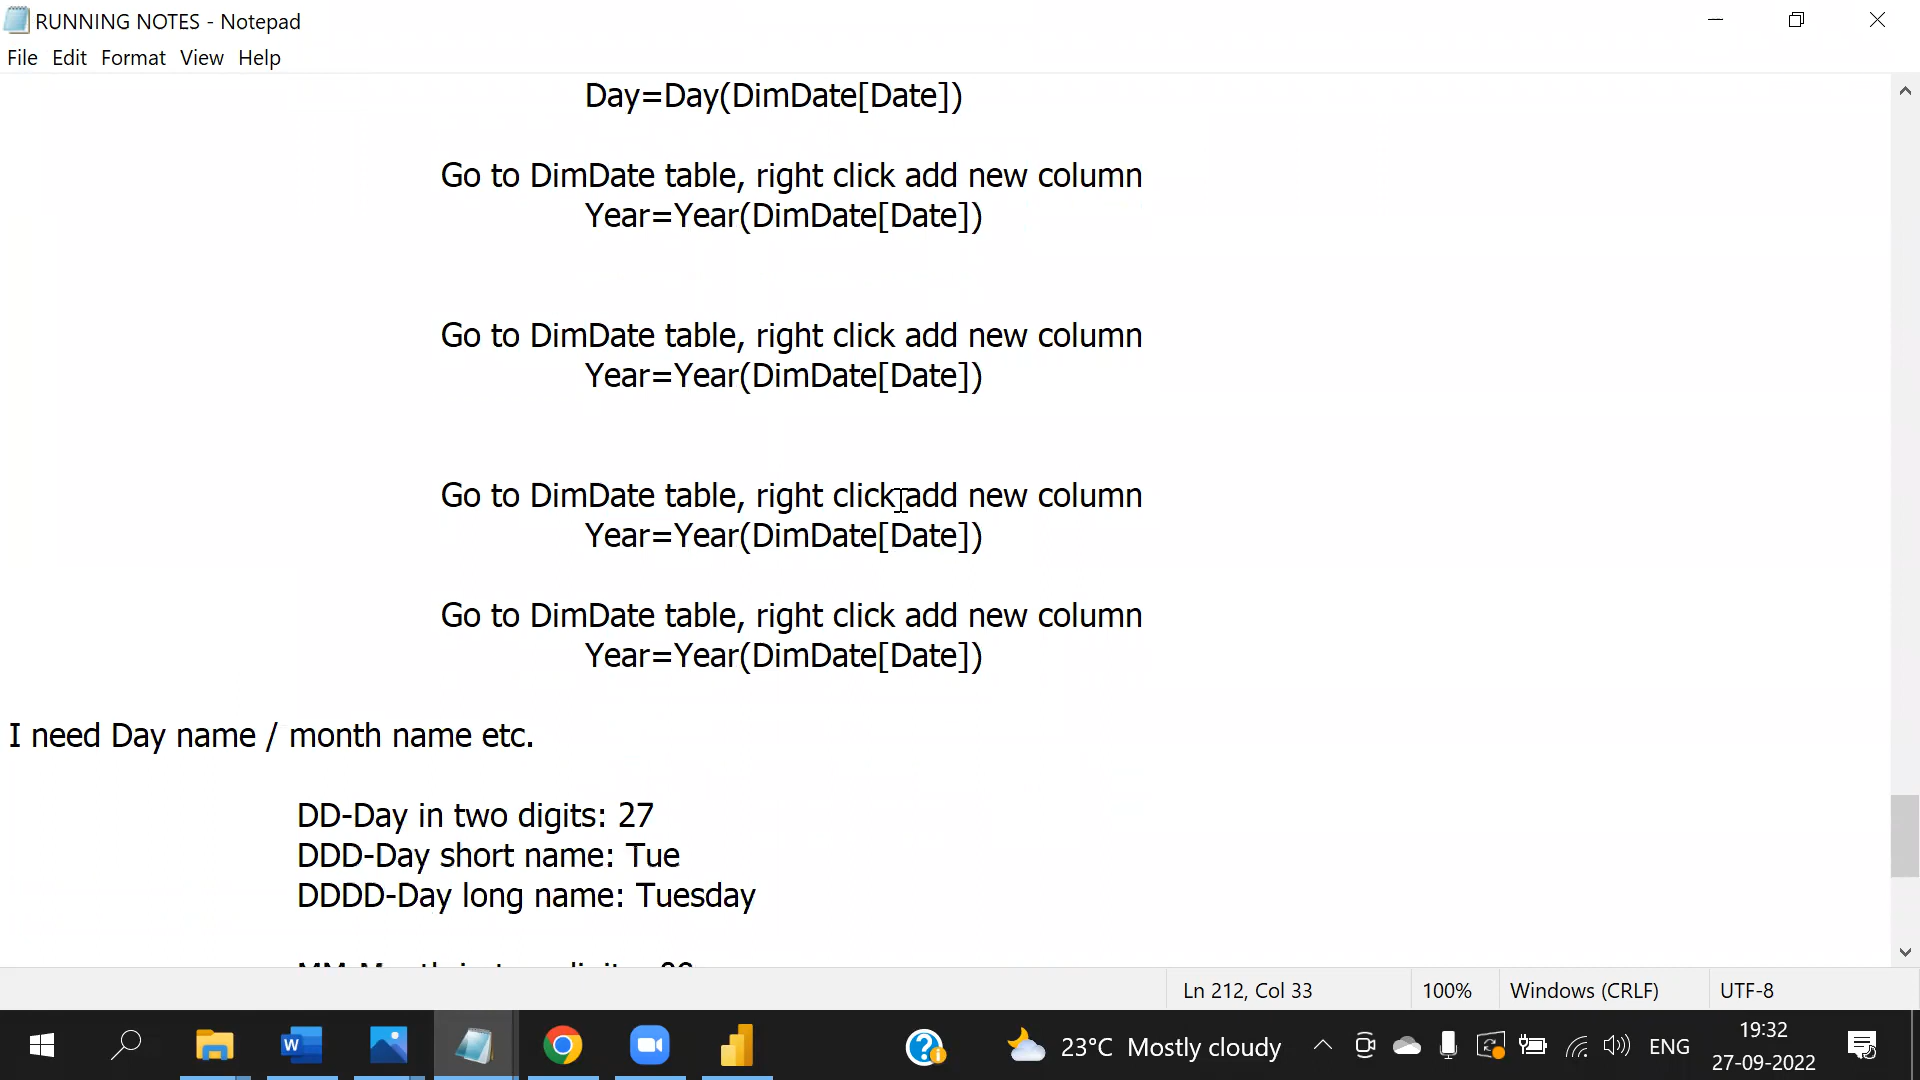 RUNNING NOTES - Notepad
File Edit Format View Help
Day=Day(DimDate[Date])
Go to DimDate table, right click add new column
Year=Year(DimDate[Date])
Go to DimDate table, right click add new column
Year=Year(DimDate[Date])
Go to DimDate table, right click add new column
Year=Year(DimDate[Date])
Go to DimDate table, right click add new column
Year=Year(DimDate[Date])
I need Day name / month name etc.
DD-Day in two digits: 27
DDD-Day short name: Tue
DDDD-Day long name: Tuesday
Ln 212, Col 33 100% Windows (CRLF) UTF-8
23°C Mostly cloudy ENG
19:32
27-09-2022